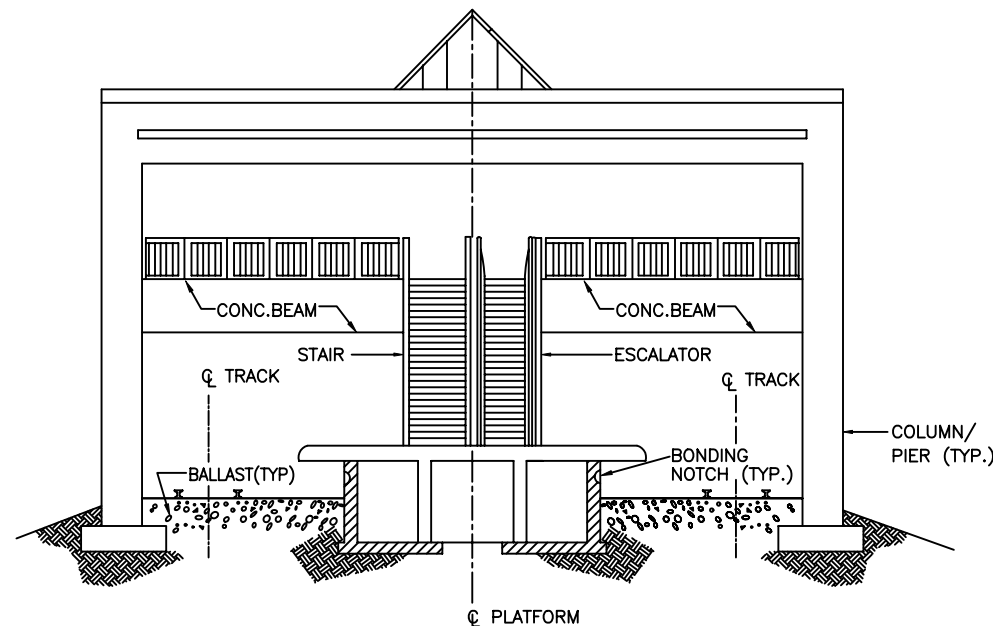 CONC.BEAM
CONC.BEAM
STAIR
ESCALATOR
℄ TRACK
℄ TRACK
COLUMN/
PIER (TYP.)
BALLAST(TYP)
BONDING
NOTCH (TYP.)
℄ PLATFORM